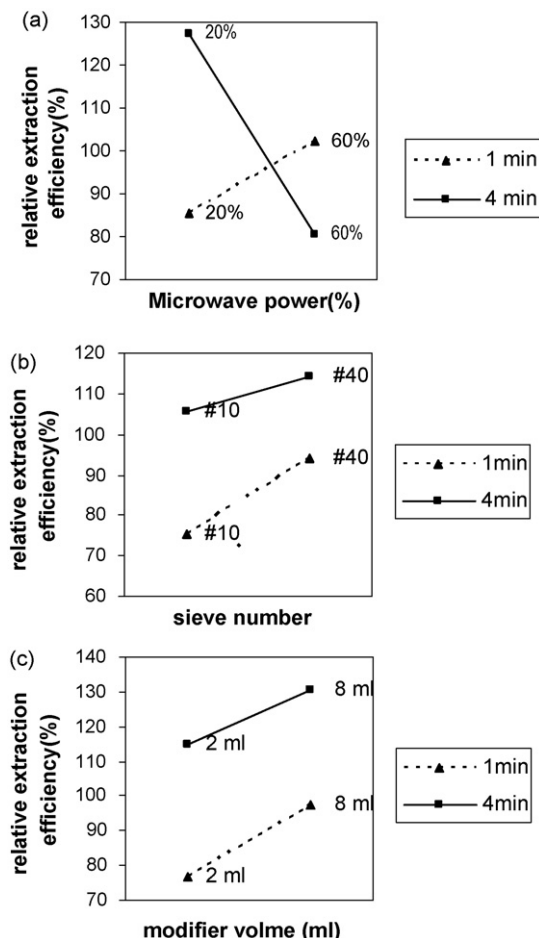 (a)
relative extraction
efficiency(%)
130
120
110
100
90
80
70
20%
60%
20%
60%
Microwave power(%)
1 min
4 min
(b)
relative extraction
efficiency(%)
120
110
100
90
80
70
60
#40
#10
#40
#10
sieve number
1min
4min
(c)
relative extraction
efficiency(%)
140
130
120
110
100
90
80
70
8 ml
2 ml
8 ml
2 ml
modifier volme (ml)
1min
4min